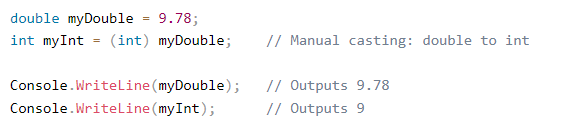 double myDouble = 9.78;
int myInt = (int) myDouble;    // Manual casting: double to int
Console.WriteLine(myDouble);   // Outputs 9.78
Console.WriteLine(myInt);      // Outputs 9